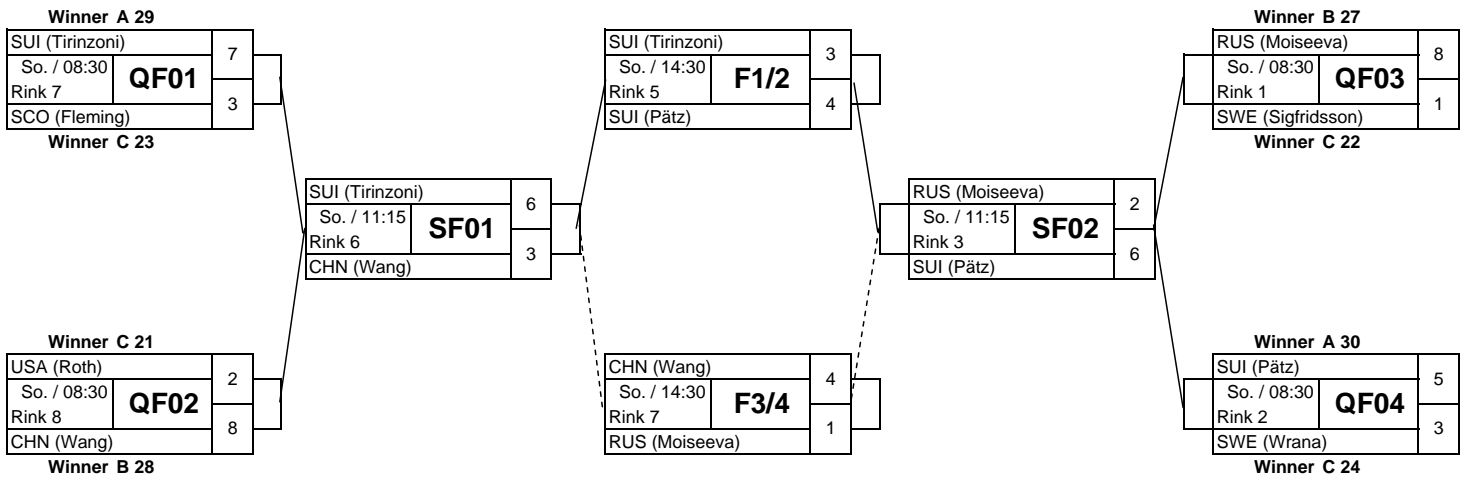 Winner A 29
SUI (Tirinzoni)
7
So. / 08:30
QF01
Rink 7
3
SCO (Fleming)
Winner C 23
SUI (Tirinzoni)
3
So. / 14:30
F1/2
Rink 5
4
SUI (Pätz)
Winner B 27
RUS (Moiseeva)
8
So. / 08:30
QF03
Rink 1
1
SWE (Sigfridsson)
Winner C 22
SUI (Tirinzoni)
6
So. / 11:15
SF01
Rink 6
3
CHN (Wang)
RUS (Moiseeva)
2
So. / 11:15
SF02
Rink 3
6
SUI (Pätz)
Winner C 21
USA (Roth)
2
So. / 08:30
QF02
Rink 8
8
CHN (Wang)
Winner B 28
CHN (Wang)
4
So. / 14:30
F3/4
Rink 7
1
RUS (Moiseeva)
Winner A 30
SUI (Pätz)
5
So. / 08:30
QF04
Rink 2
3
SWE (Wrana)
Winner C 24